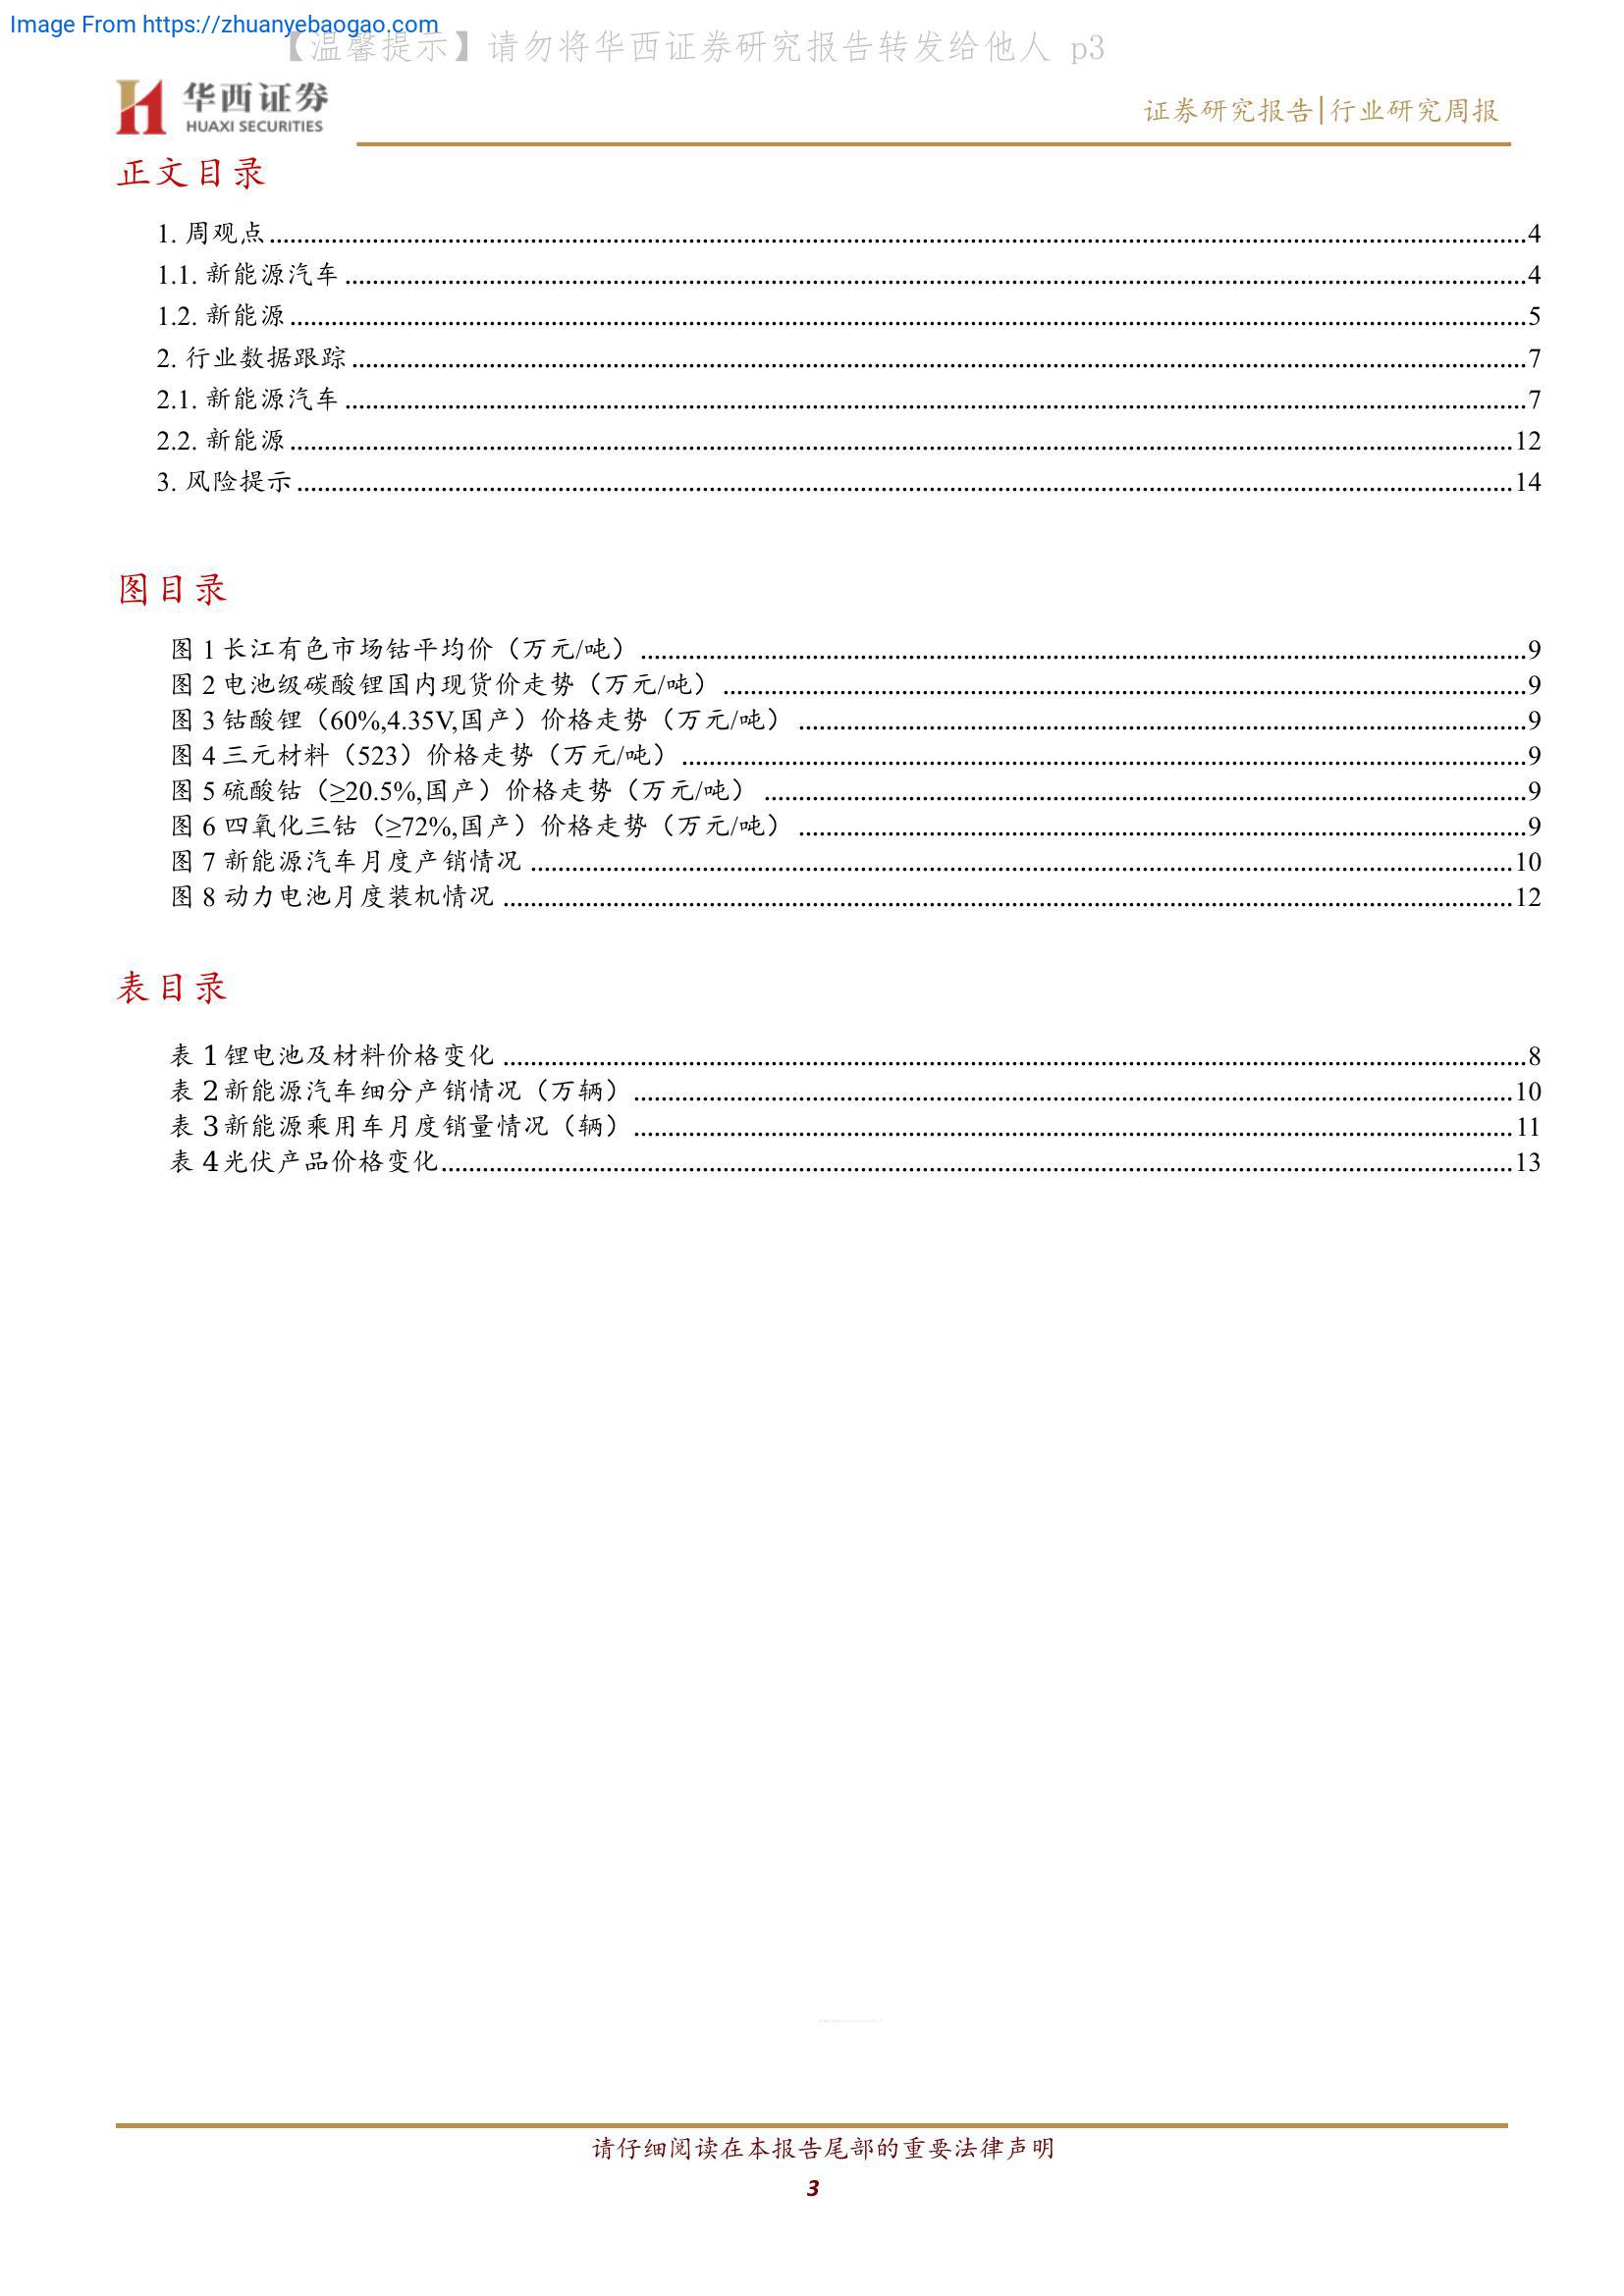 Image From https://zhuanyebaogao.com
【温馨提示】请勿将华西证券研究报告转发给他人 p3
华西证券
HUAXI SECURITIES
证券研究报告|行业研究周报
正文目录
1. 周观点 4
1.1. 新能源汽车 4
1.2. 新能源 5
2. 行业数据跟踪 7
2.1. 新能源汽车 7
2.2. 新能源 12
3. 风险提示 14
图目录
图 1 长江有色市场钴平均价（万元/吨） 9
图 2 电池级碳酸锂国内现货价走势（万元/吨） 9
图 3 钴酸锂（60%,4.35V,国产）价格走势（万元/吨） 9
图 4 三元材料（523）价格走势（万元/吨） 9
图 5 硫酸钴（≥20.5%,国产）价格走势（万元/吨） 9
图 6 四氧化三钴（≥72%,国产）价格走势（万元/吨） 9
图 7 新能源汽车月度产销情况 10
图 8 动力电池月度装机情况 12
表目录
表 1 锂电池及材料价格变化 8
表 2 新能源汽车细分产销情况（万辆） 10
表 3 新能源乘用车月度销量情况（辆） 11
表 4 光伏产品价格变化 13
请仔细阅读在本报告尾部的重要法律声明
3